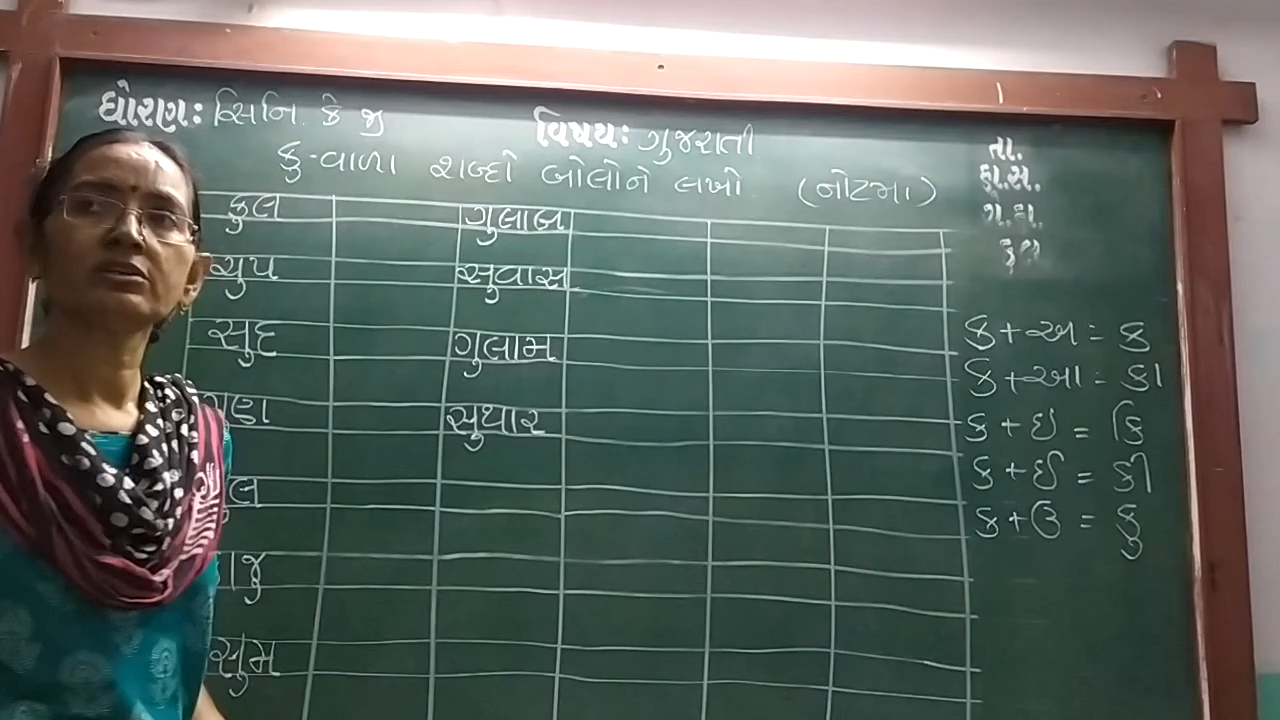 ધોરણ: સિનિ. કે જી
વિષય: ગુજરાતી
કુ-વાળા શબ્દો બોલીને લખો (નોટમા)
તા.
હા.સ.
ગે.હા.
કુલ
કુલ
ગુલાબ
ચુપ
સુવાસ
સુદ
ગુલામ
ગુણ
સુથાર
સુમ
ક + અ = ક
ક + આ = કા
ક + ઇ = કિ
ક + ઈ = કી
ક + ઉ = કુ